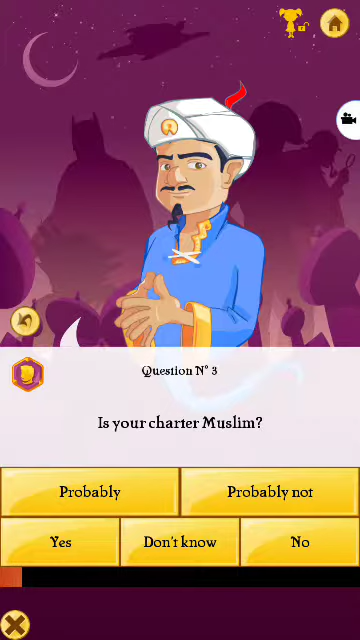 Question N° 3
Is your charter Muslim?
Probably
Probably not
Yes
Don't know
No